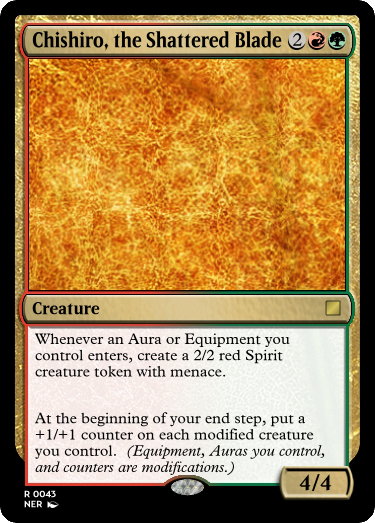 Chishiro, the Shattered Blade 2
Creature
Whenever an Aura or Equipment you
control enters, create a 2/2 red Spirit
creature token with menace.
At the beginning of your end step, put a
+1/+1 counter on each modified creature
you control. (Equipment, Auras you control,
and counters are modifications.)
4/4
R 0043
NER